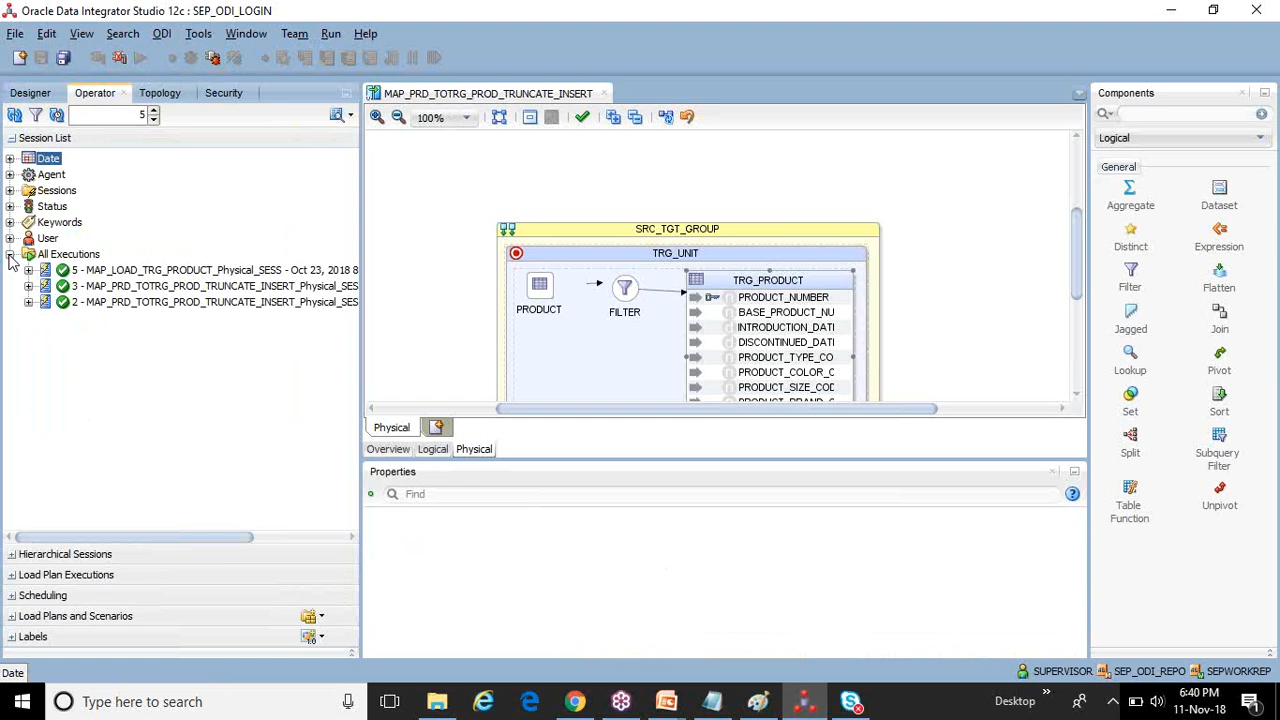 Oracle Data Integrator Studio 12c : SEP_ODI_LOGIN
File Edit View Search ODI Tools Window Team Run Help
Designer Operator Topology Security
MAP_PRD_TOTRG_PROD_TRUNCATE_INSERT
Components
5
100%
Logical
Session List
Date
Agent
Sessions
Status
Keywords
User
All Executions
5 - MAP_LOAD_TRG_PRODUCT_Physical_SESS - Oct 23, 2018 8
3 - MAP_PRD_TOTRG_PROD_TRUNCATE_INSERT_Physical_SES
2 - MAP_PRD_TOTRG_PROD_TRUNCATE_INSERT_Physical_SES
SRC_TGT_GROUP
TRG_UNIT
PRODUCT
FILTER
TRG_PRODUCT
PRODUCT_NUMBER
BASE_PRODUCT_NU
INTRODUCTION_DATI
DISCONTINUED_DATI
PRODUCT_TYPE_CO
PRODUCT_COLOR_C
PRODUCT_SIZE_COD
General
Aggregate Dataset
Distinct Expression
Filter Flatten
Jagged Join
Lookup Pivot
Set Sort
Split Subquery
Filter
Table
Function
Unpivot
Physical
Overview Logical Physical
Properties
Find
Hierarchical Sessions
Load Plan Executions
Scheduling
Load Plans and Scenarios
Labels
Date
SUPERVISOR SEP_ODI_REPO SEPWORKREP
Type here to search
Desktop
6:40 PM
11-Nov-18
1